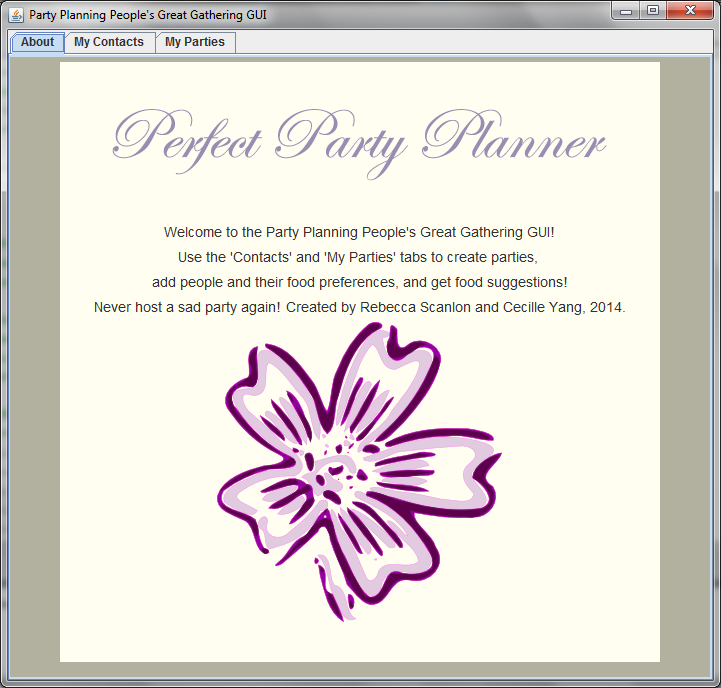 Party Planning People's Great Gathering GUI
About My Contacts My Parties
Perfect Party Planner
Welcome to the Party Planning People's Great Gathering GUI!
Use the 'Contacts' and 'My Parties' tabs to create parties,
add people and their food preferences, and get food suggestions!
Never host a sad party again! Created by Rebecca Scanlon and Cecille Yang, 2014.